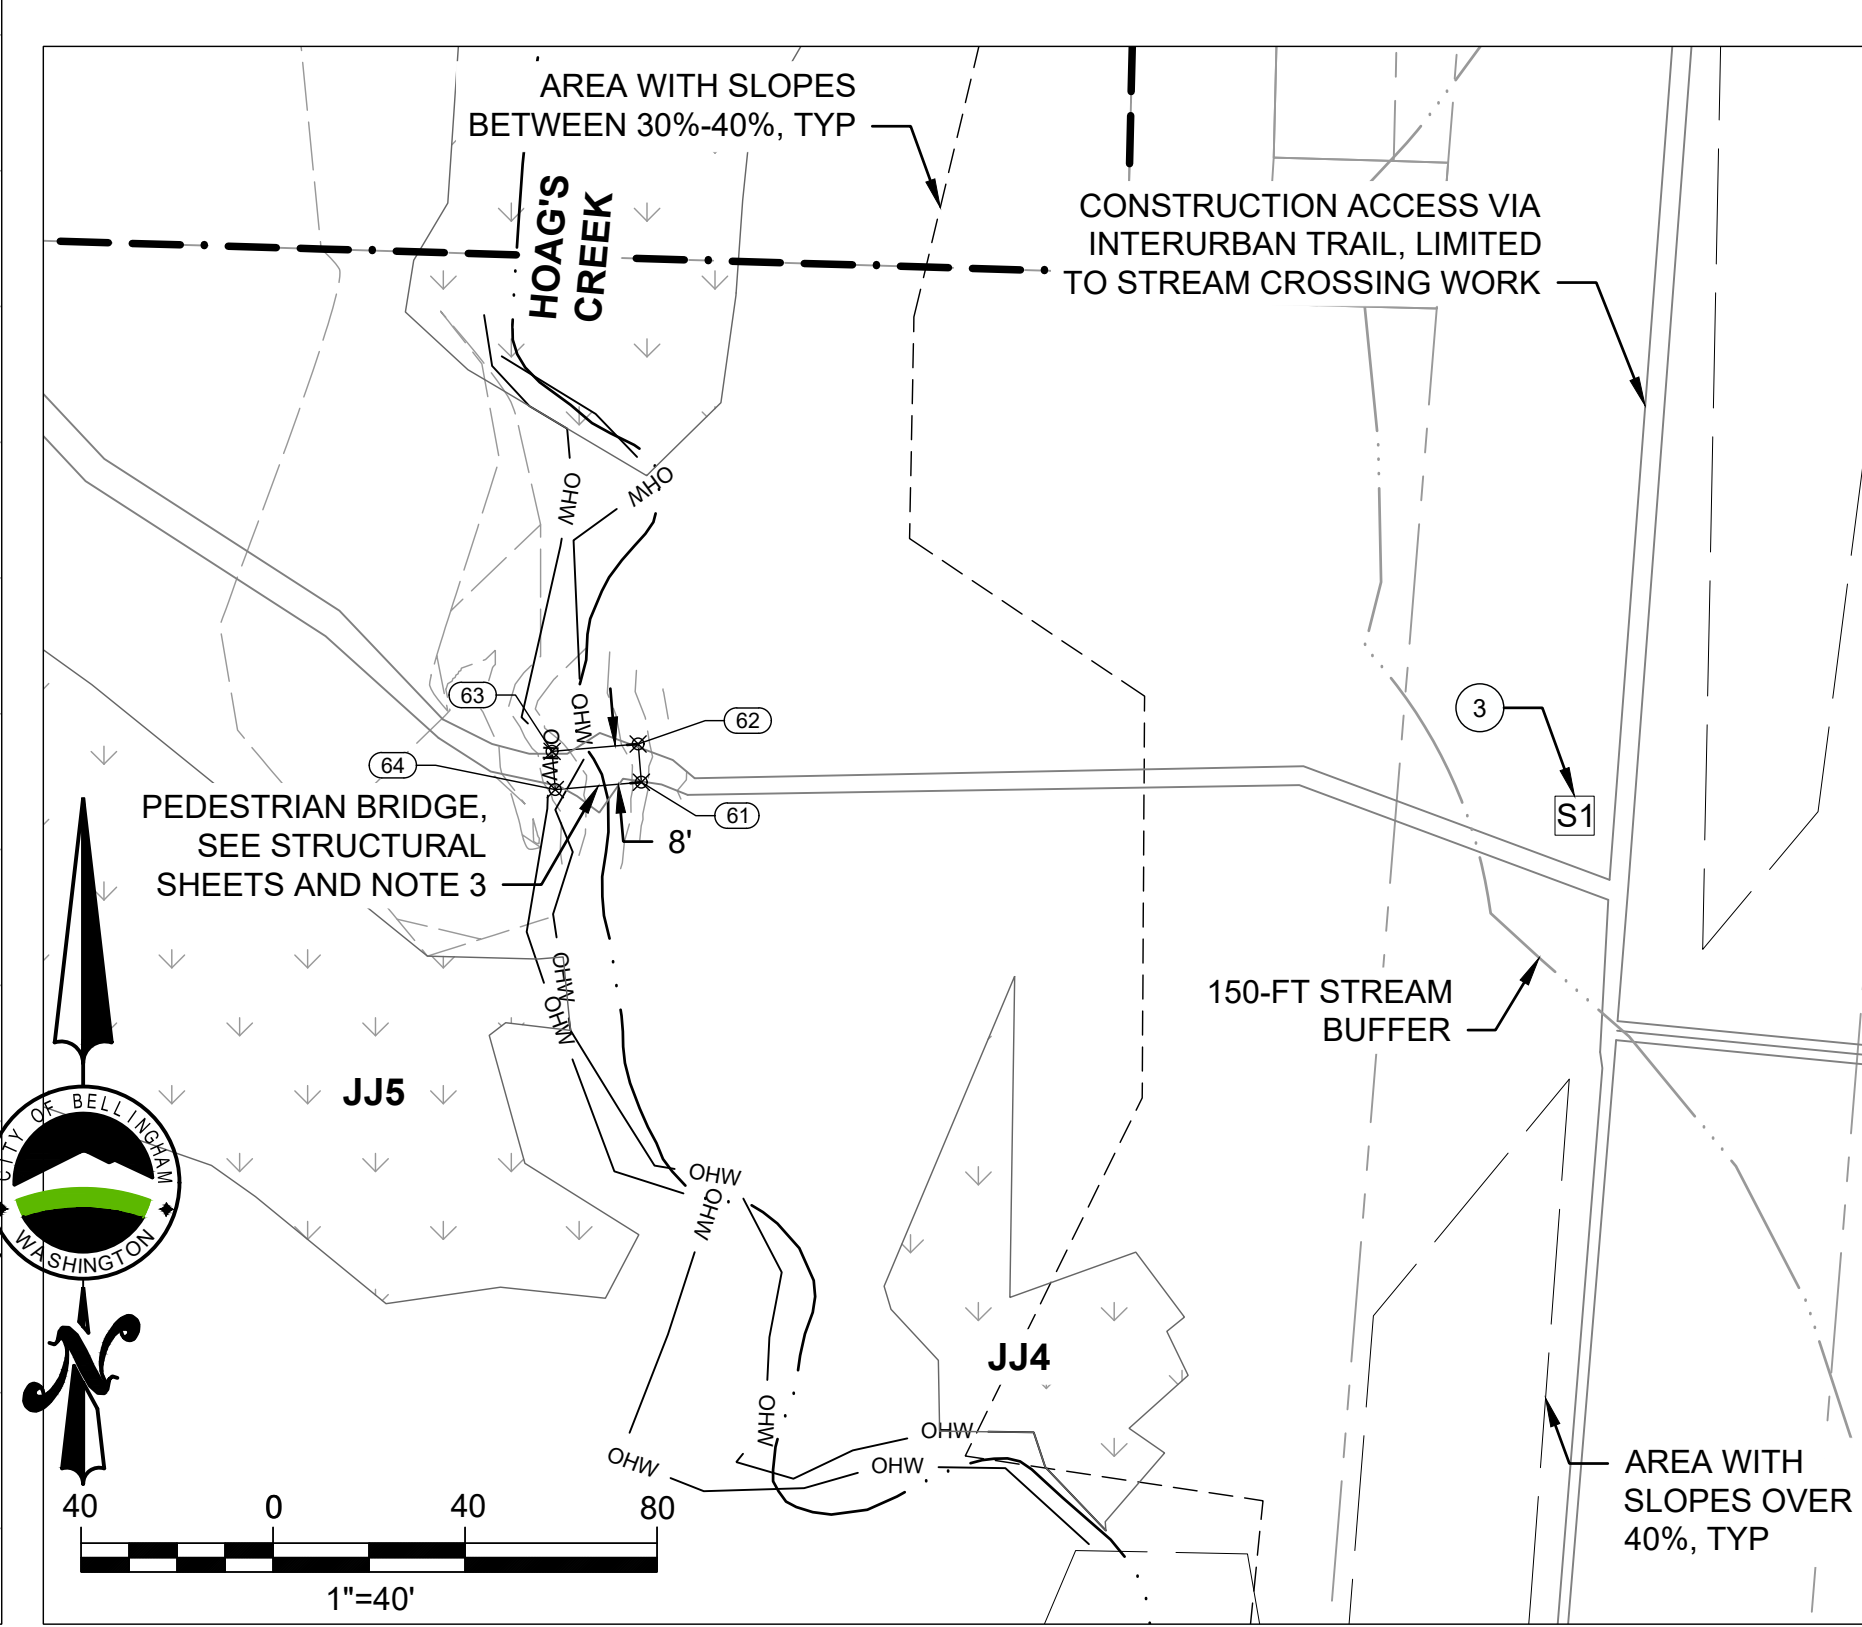 AREA WITH SLOPES
BETWEEN 30%-40%, TYP
HOAG'S
CREEK
CONSTRUCTION ACCESS VIA
INTERURBAN TRAIL, LIMITED
TO STREAM CROSSING WORK
OHW
OHW
63
62
OHW
OHW
64
61
3
S1
PEDESTRIAN BRIDGE,
SEE STRUCTURAL
SHEETS AND NOTE 3
8'
OHW
OHW
150-FT STREAM
BUFFER
JJ5
CITY OF BELLINGHAM
WASHINGTON
N
OHW
OHW
JJ4
OHW
OHW
OHW
OHW
AREA WITH
SLOPES OVER
40%, TYP
40 0 40 80
1"=40'